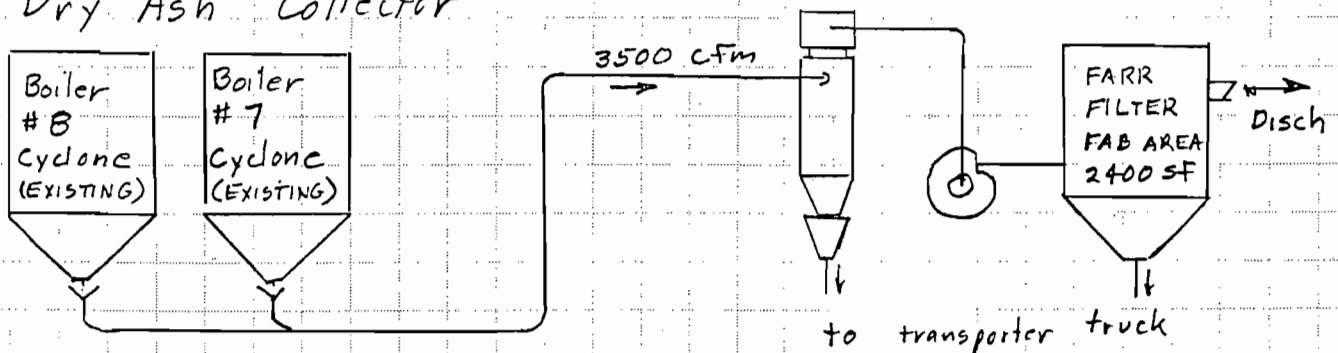 Dry Ash Collector
Boiler
# 8
Cyclone
(EXISTING)
Boiler
# 7
Cyclone
(EXISTING)
3500 CFm
FARR
FILTER
FAB AREA
2400 SF
Disch
to transporter truck